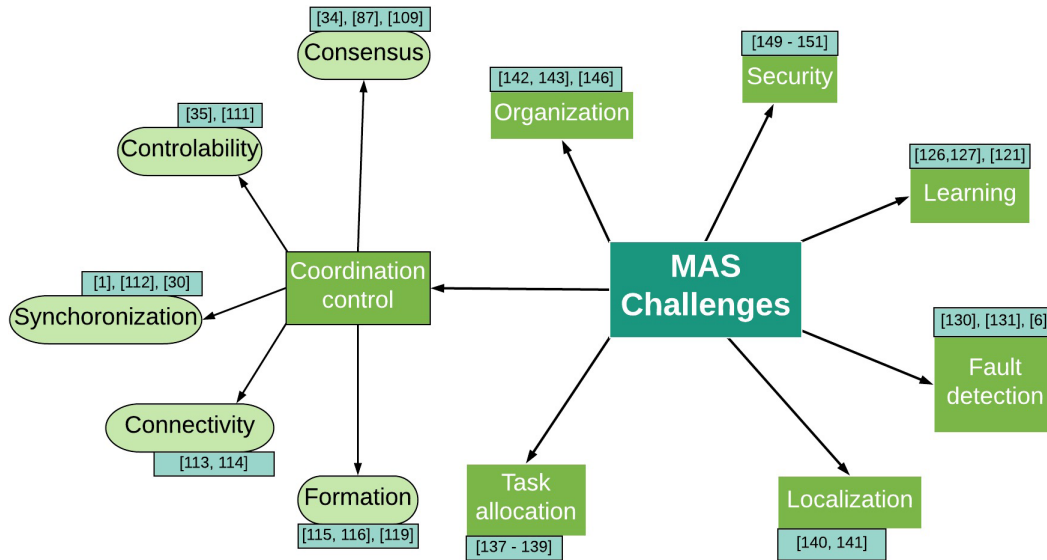 [34], [87], [109]
Consensus
[35], [111]
Controlability
[1], [112], [30]
Synchoronization
Connectivity
[113, 114]
Formation
[115, 116], [119]
Coordination
control
MAS
Challenges
[142, 143], [146]
Organization
[149 - 151]
Security
[126,127], [121]
Learning
[130], [131], [6]
Fault
detection
Localization
[140, 141]
Task
allocation
[137 - 139]